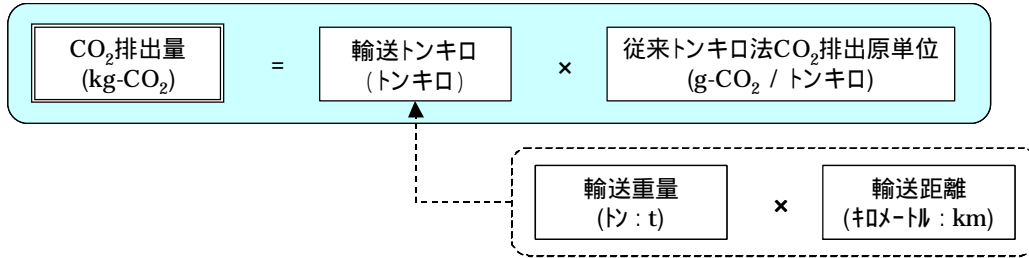 CO₂排出量
(kg-CO₂)
=
輸送トンキロ
(トンキロ)
×
従来トンキロ法CO₂排出原単位
(g-CO₂ / トンキロ)
輸送重量
(トン : t)
×
輸送距離
(キロメートル : km)